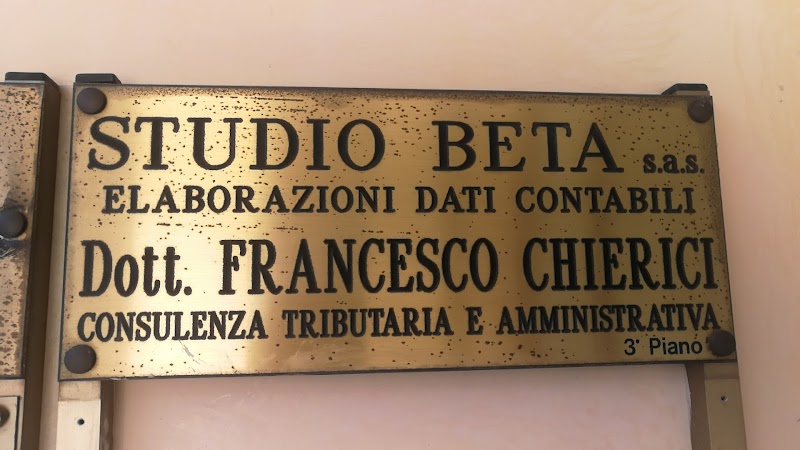 STUDIO BETA s.a.s.
ELABORAZIONI DATI CONTABILI
Dott. FRANCESCO CHIERICI
CONSULENZA TRIBUTARIA E AMMINISTRATIVA
3° Piano